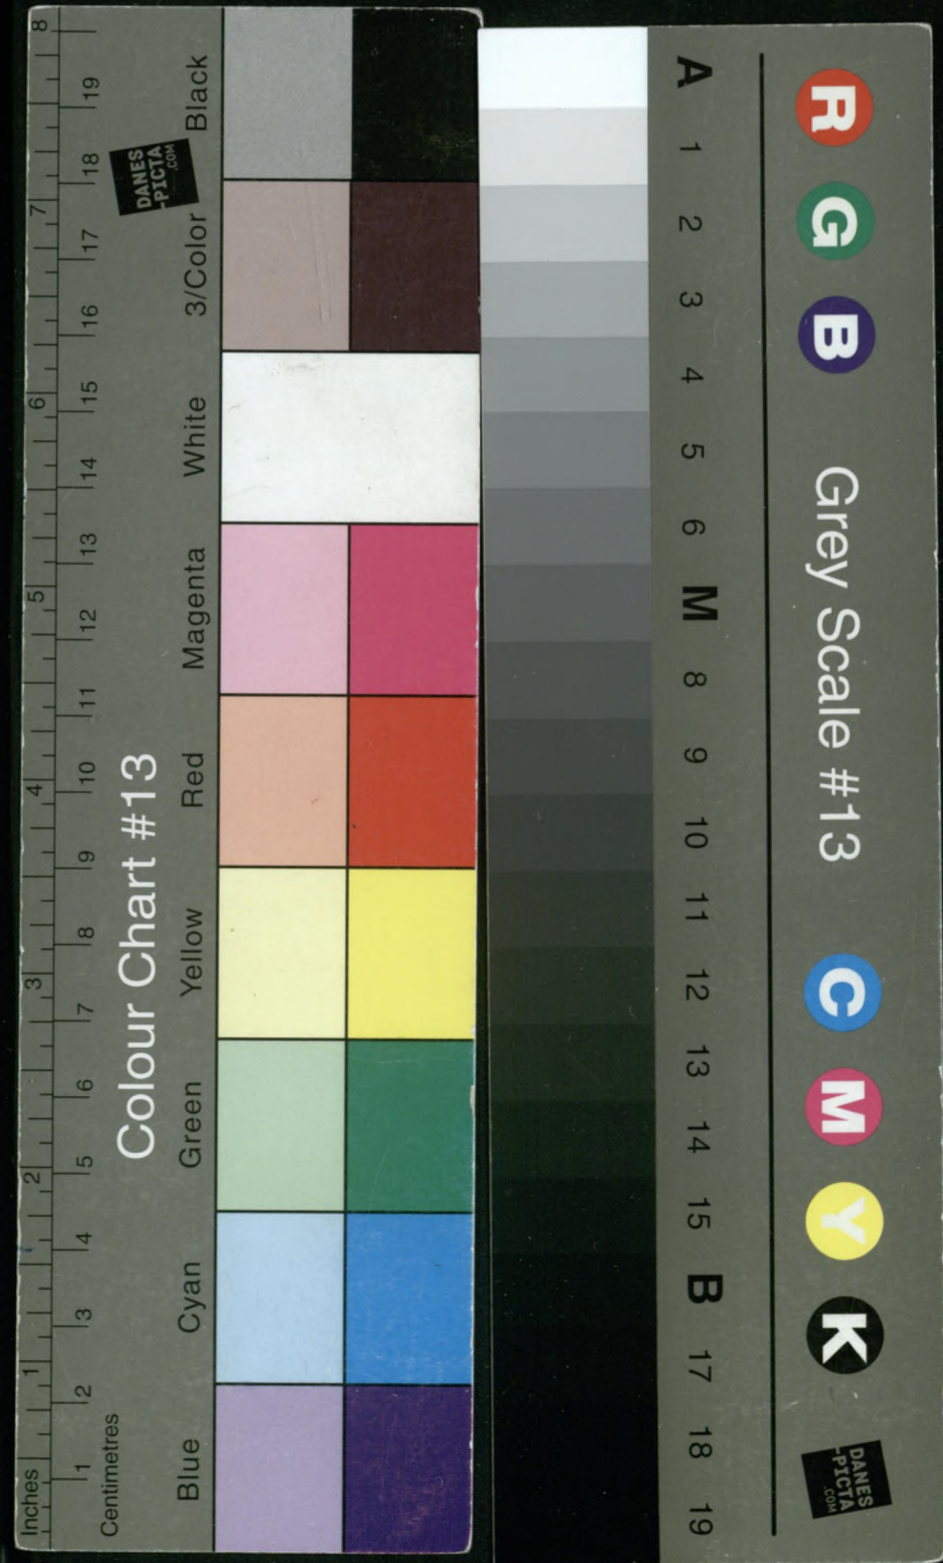 Colour Chart #13
Inches
1
2
3
4
5
6
7
8
Centimetres
1
2
3
4
5
6
7
8
9
10
11
12
13
14
15
16
17
18
19
Blue
Cyan
Green
Yellow
Red
Magenta
White
3/Color
Black
DANES
-PICTA
.COM
R G B
Grey Scale #13
C M Y K
DANES
-PICTA
.COM
A
1
2
3
4
5
6
M
8
9
10
11
12
13
14
15
B
17
18
19